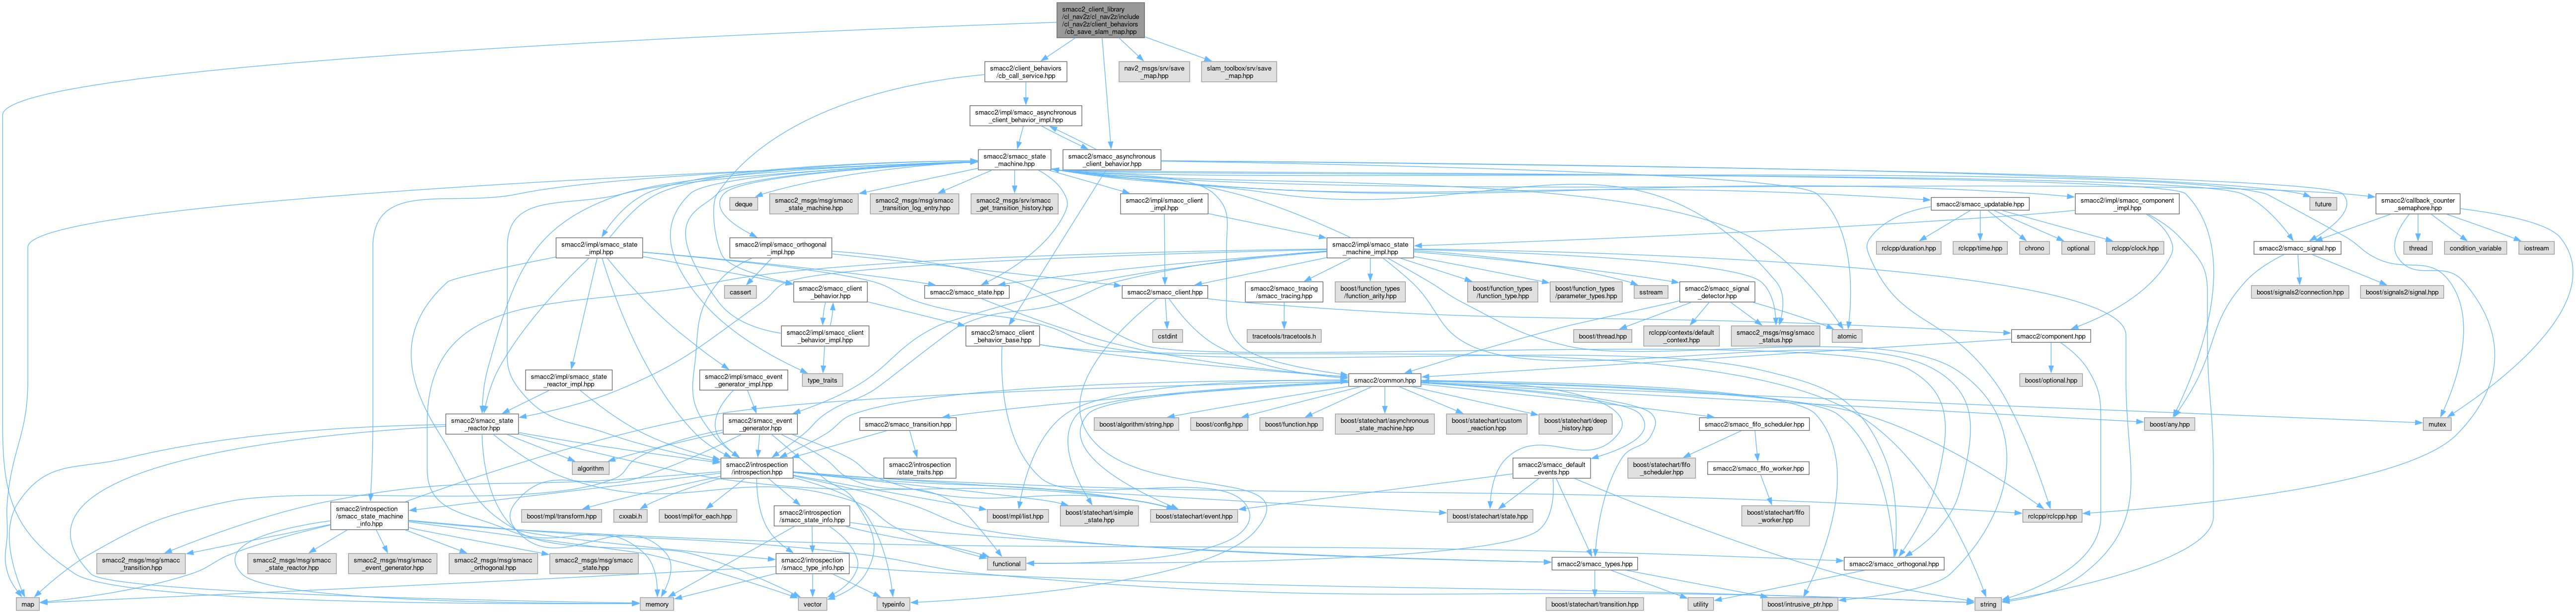 smacc2_client_library
/cl_nav2z/cl_nav2z/include
/cl_nav2z/client_behaviors
/cb_save_slam_map.hpp
smacc2/client_behaviors
/cb_call_service.hpp
nav2_msgs/srv/save
_map.hpp
slam_toolbox/srv/save
_map.hpp
smacc2/impl/smacc_asynchronous
_client_behavior_impl.hpp
smacc2/smacc_state
_machine.hpp
smacc2/smacc_asynchronous
_client_behavior.hpp
deque
smacc2_msgs/msg/smacc
_state_machine.hpp
smacc2_msgs/msg/smacc
_transition_log_entry.hpp
smacc2_msgs/srv/smacc
_get_transition_history.hpp
smacc2/impl/smacc_client
_impl.hpp
smacc2/smacc_updatable.hpp
smacc2/impl/smacc_component
_impl.hpp
future
smacc2/callback_counter
_semaphore.hpp
smacc2/impl/smacc_state
_impl.hpp
smacc2/impl/smacc_orthogonal
_impl.hpp
smacc2/impl/smacc_state
_machine_impl.hpp
rclcpp/duration.hpp
rclcpp/time.hpp
chrono
optional
rclcpp/clock.hpp
smacc2/smacc_signal.hpp
thread
condition_variable
iostream
cassert
smacc2/smacc_client
_behavior.hpp
smacc2/smacc_state.hpp
smacc2/smacc_client.hpp
smacc2/smacc_tracing
/smacc_tracing.hpp
boost/function_types
/function_arity.hpp
boost/function_types
/function_type.hpp
boost/function_types
/parameter_types.hpp
sstream
smacc2/smacc_signal
_detector.hpp
boost/signals2/connection.hpp
boost/signals2/signal.hpp
smacc2/impl/smacc_client
_behavior_impl.hpp
smacc2/smacc_client
_behavior_base.hpp
cstdint
tracetools/tracetools.h
boost/thread.hpp
rclcpp/contexts/default
_context.hpp
smacc2_msgs/msg/smacc
_status.hpp
atomic
smacc2/component.hpp
smacc2/impl/smacc_state
_reactor_impl.hpp
smacc2/impl/smacc_event
_generator_impl.hpp
type_traits
smacc2/common.hpp
boost/optional.hpp
smacc2/smacc_state
_reactor.hpp
smacc2/smacc_event
_generator.hpp
smacc2/smacc_transition.hpp
boost/algorithm/string.hpp
boost/config.hpp
boost/function.hpp
boost/statechart/asynchronous
_state_machine.hpp
boost/statechart/custom
_reaction.hpp
boost/statechart/deep
_history.hpp
smacc2/smacc_fifo_scheduler.hpp
boost/any.hpp
mutex
algorithm
smacc2/introspection
/introspection.hpp
smacc2/introspection
/state_traits.hpp
smacc2/smacc_default
_events.hpp
boost/statechart/fifo
_scheduler.hpp
smacc2/smacc_fifo_worker.hpp
smacc2/introspection
/smacc_state_machine
_info.hpp
boost/mpl/transform.hpp
cxxabi.h
boost/mpl/for_each.hpp
smacc2/introspection
/smacc_state_info.hpp
boost/mpl/list.hpp
boost/statechart/simple
_state.hpp
boost/statechart/event.hpp
boost/statechart/state.hpp
boost/statechart/fifo
_worker.hpp
rclcpp/rclcpp.hpp
smacc2_msgs/msg/smacc
_transition.hpp
smacc2_msgs/msg/smacc
_state_reactor.hpp
smacc2_msgs/msg/smacc
_event_generator.hpp
smacc2_msgs/msg/smacc
_orthogonal.hpp
smacc2_msgs/msg/smacc
_state.hpp
smacc2/introspection
/smacc_type_info.hpp
functional
smacc2/smacc_types.hpp
smacc2/smacc_orthogonal.hpp
map
memory
vector
typeinfo
boost/statechart/transition.hpp
utility
boost/intrusive_ptr.hpp
string